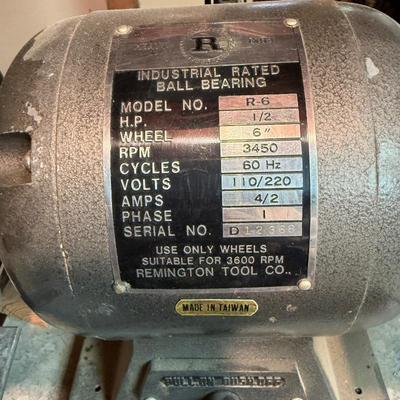 R
INDUSTRIAL RATED
BALL BEARING
MODEL NO. R-6
H.P. 1/2
WHEEL 6"
RPM 3450
CYCLES 60 Hz
VOLTS 110/220
AMPS 4/2
PHASE 1
SERIAL NO. D12366
USE ONLY WHEELS
SUITABLE FOR 3600 RPM
REMINGTON TOOL CO..
MADE IN TAIWAN